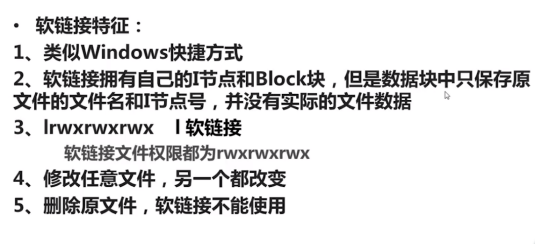 • 软链接特征：
1、类似Windows快捷方式
2、软链接拥有自己的I节点和Block块，但是数据块中只保存原
文件的文件名和I节点号，并没有实际的文件数据
3、lrwxrwxrwx l 软链接
软链接文件权限都为rwxrwxrwx
4、修改任意文件，另一个都改变
5、删除原文件，软链接不能使用